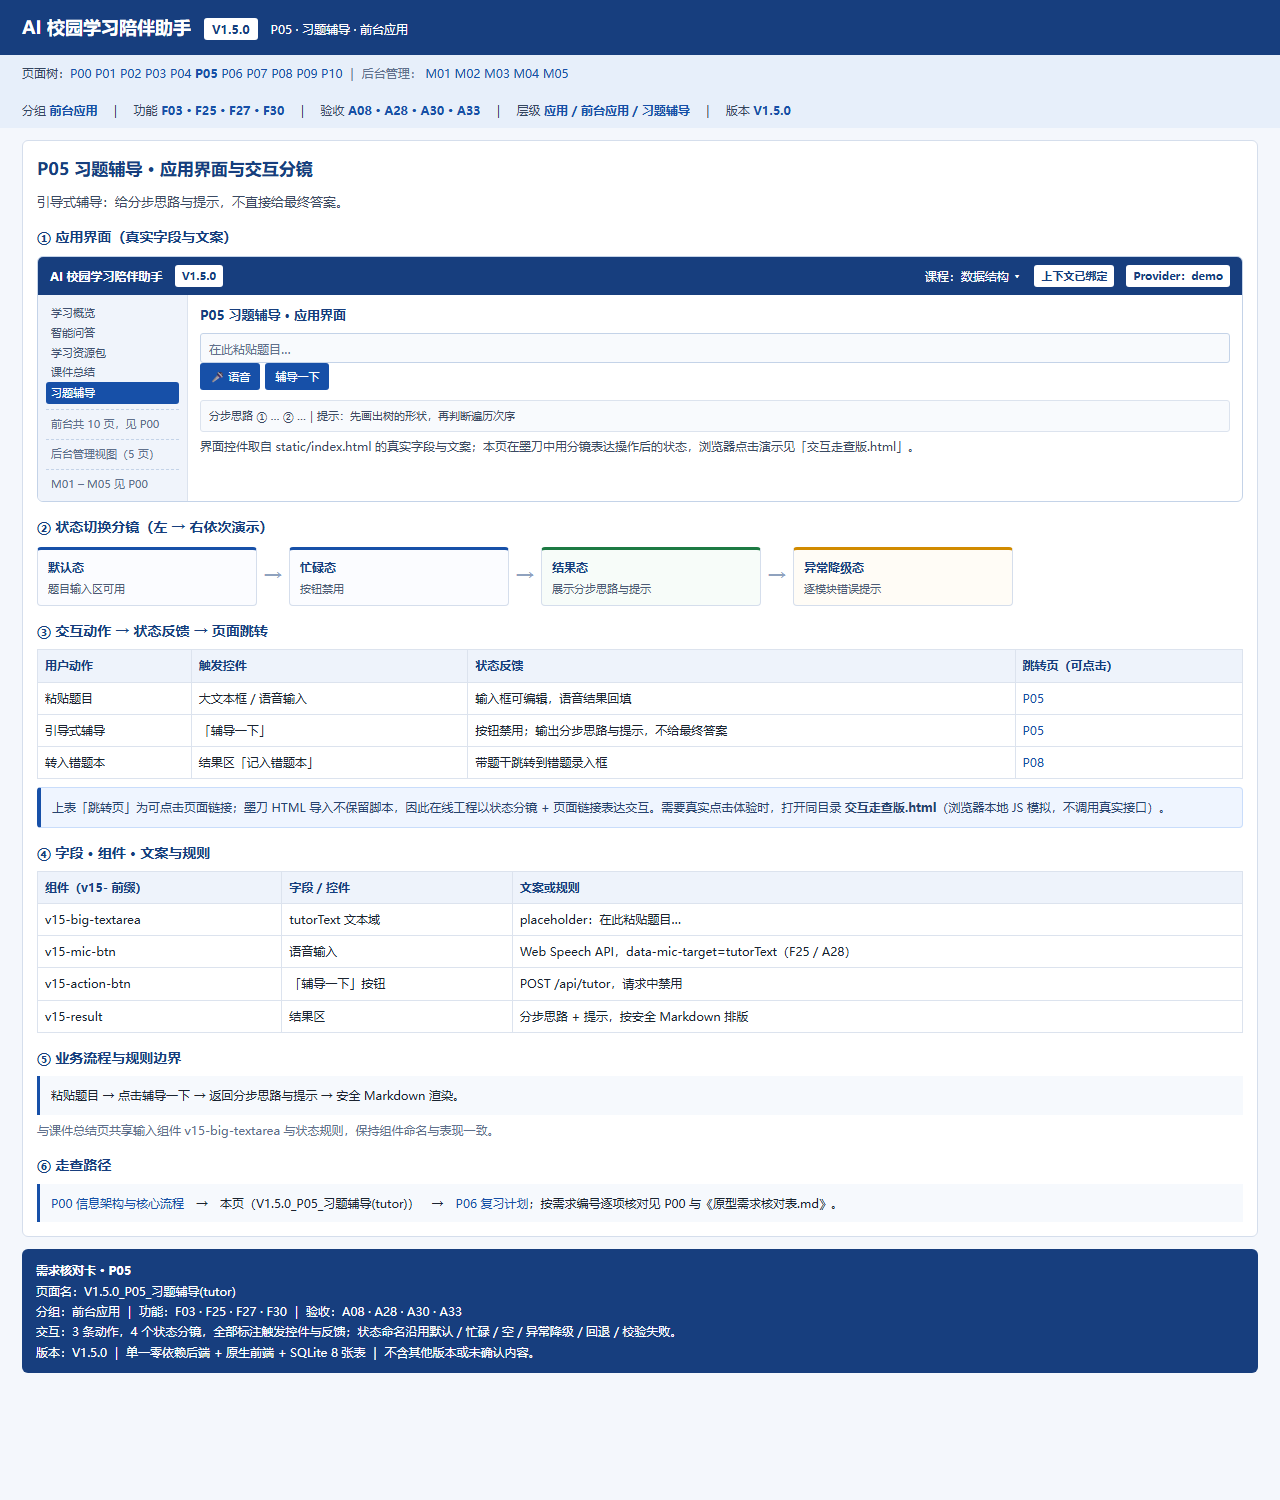 AI 校园学习陪伴助手 V1.5.0 P05 · 习题辅导 · 前台应用
页面树：P00 P01 P02 P03 P04 P05 P06 P07 P08 P09 P10 | 后台管理： M01 M02 M03 M04 M05
分组 前台应用 | 功能 F03 • F25 • F27 • F30 | 验收 A08 • A28 • A30 • A33 | 层级 应用 / 前台应用 / 习题辅导 | 版本 V1.5.0
P05 习题辅导 • 应用界面与交互分镜
引导式辅导：给分步思路与提示，不直接给最终答案。
① 应用界面（真实字段与文案）
AI 校园学习陪伴助手 V1.5.0 课程：数据结构 ▾ 上下文已绑定 Provider：demo
学习概览
智能问答
学习资源包
课件总结
习题辅导
前台共 10 页，见 P00
后台管理视图（5 页）
M01 – M05 见 P00
P05 习题辅导 • 应用界面
在此粘贴题目…
🎤 语音 辅导一下
分步思路 ① … ② … | 提示：先画出树的形状，再判断遍历次序
界面控件取自 static/index.html 的真实字段与文案；本页在墨刀中用分镜表达操作后的状态，浏览器点击演示见「交互走查版.html」。
② 状态切换分镜（左 → 右依次演示）
默认态
题目输入区可用
→
忙碌态
按钮禁用
→
结果态
展示分步思路与提示
→
异常降级态
逐模块错误提示
③ 交互动作 → 状态反馈 → 页面跳转
用户动作 触发控件 状态反馈 跳转页（可点击）
粘贴题目 大文本框 / 语音输入 输入框可编辑，语音结果回填 P05
引导式辅导 「辅导一下」 按钮禁用；输出分步思路与提示，不给最终答案 P05
转入错题本 结果区「记入错题本」 带题干跳转到错题录入框 P08
上表「跳转页」为可点击页面链接；墨刀 HTML 导入不保留脚本，因此在线工程以状态分镜 + 页面链接表达交互。需要真实点击体验时，打开同目录 交互走查版.html（浏览器本地 JS 模拟，不调用真实接口）。
④ 字段 • 组件 • 文案与规则
组件（v15- 前缀） 字段 / 控件 文案或规则
v15-big-textarea tutorText 文本域 placeholder：在此粘贴题目…
v15-mic-btn 语音输入 Web Speech API，data-mic-target=tutorText（F25 / A28）
v15-action-btn 「辅导一下」按钮 POST /api/tutor，请求中禁用
v15-result 结果区 分步思路 + 提示，按安全 Markdown 排版
⑤ 业务流程与规则边界
粘贴题目 → 点击辅导一下 → 返回分步思路与提示 → 安全 Markdown 渲染。
与课件总结页共享输入组件 v15-big-textarea 与状态规则，保持组件命名与表现一致。
⑥ 走查路径
P00 信息架构与核心流程 → 本页（V1.5.0_P05_习题辅导(tutor)） → P06 复习计划；按需求编号逐项核对见 P00 与《原型需求核对表.md》。
需求核对卡 • P05
页面名：V1.5.0_P05_习题辅导(tutor)
分组：前台应用 | 功能：F03 · F25 · F27 · F30 | 验收：A08 · A28 · A30 · A33
交互：3 条动作，4 个状态分镜，全部标注触发控件与反馈；状态命名沿用默认 / 忙碌 / 空 / 异常降级 / 回退 / 校验失败。
版本：V1.5.0 | 单一零依赖后端 + 原生前端 + SQLite 8 张表 | 不含其他版本或未确认内容。